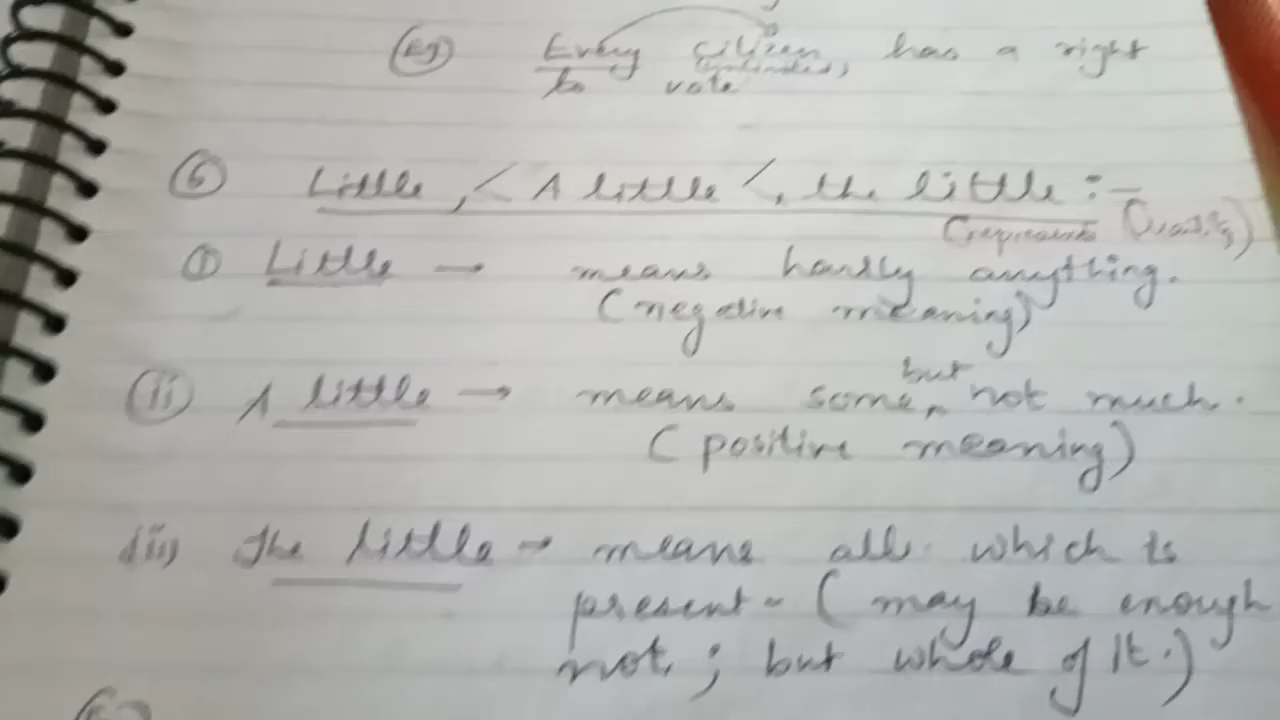 (Eg) Every citizen has a right
to vote
(6) Little, < A little <, the little :-
(represents Quantity)
(i) Little → means hardly anything.
(negative meaning)
(ii) A little → means some, but not much.
(positive meaning)
(iii) The little → means all which is
present - (may be enough
not ; but whole of it.)